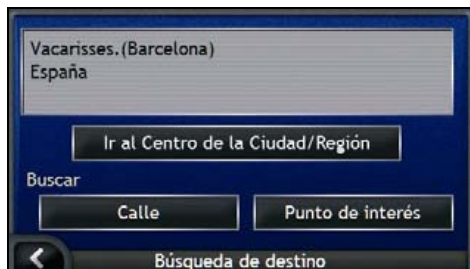 Vacarisses.(Barcelona)
España
Ir al Centro de la Ciudad/Región
Buscar
Calle
Punto de interés
Búsqueda de destino